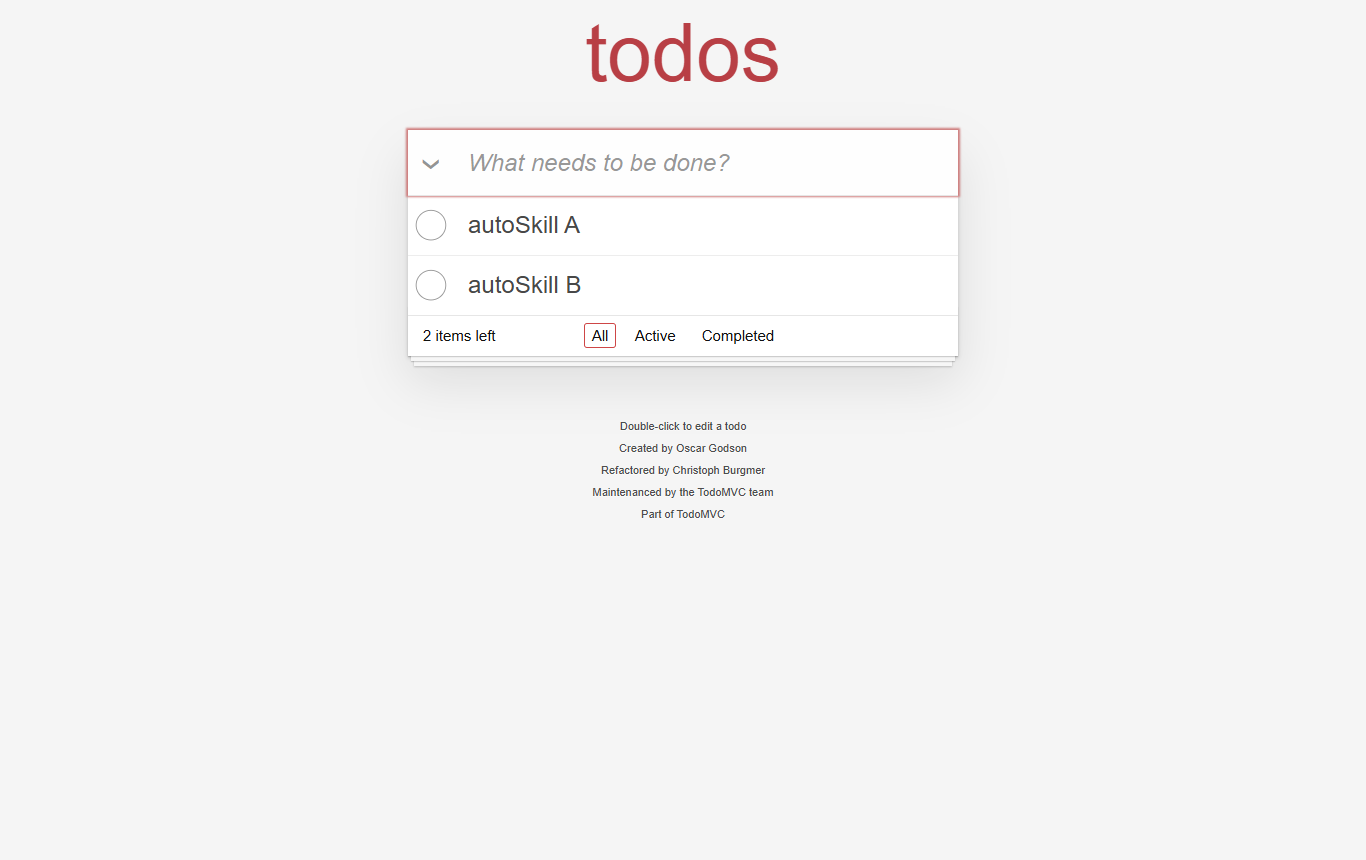 todos
What needs to be done?
autoSkill A
autoSkill B
2 items left All Active Completed
Double-click to edit a todo
Created by Oscar Godson
Refactored by Christoph Burgmer
Maintenanced by the TodoMVC team
Part of TodoMVC